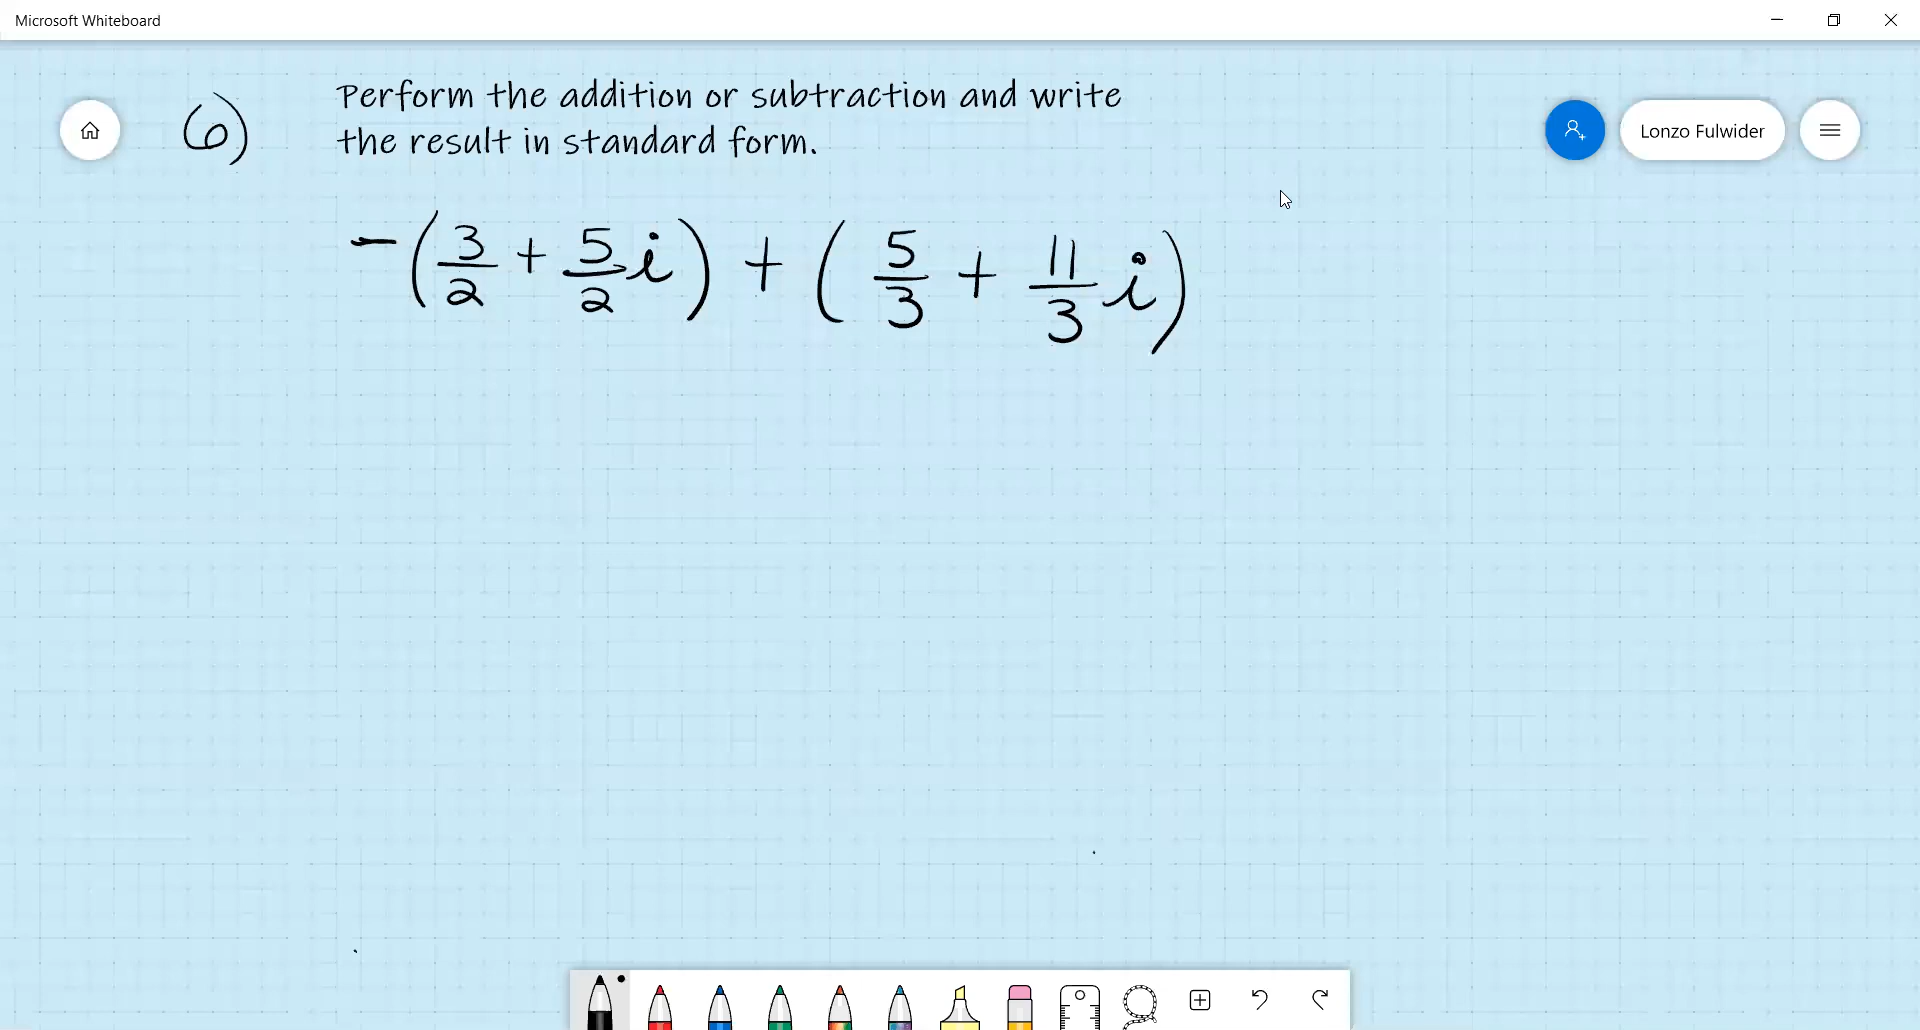 Microsoft Whiteboard
6)
Perform the addition or subtraction and write
the result in standard form.
Lonzo Fulwider
-(3/2 + 5/2 i) + (5/3 + 11/3 i)